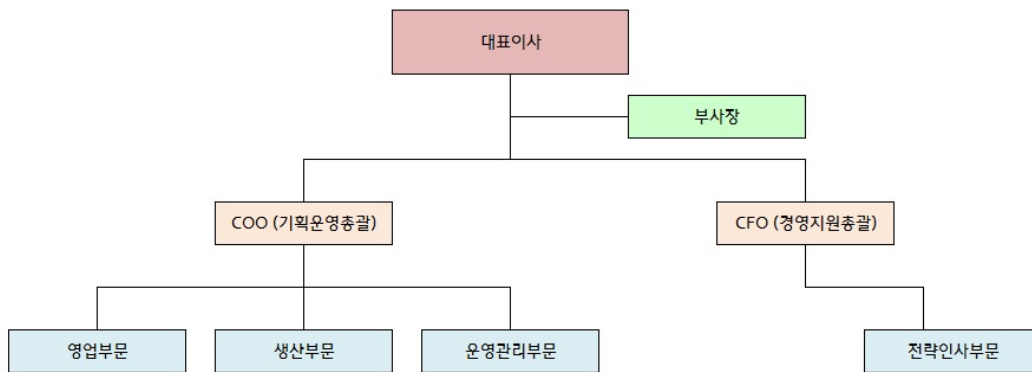 대표이사
부사장
COO (기획운영총괄)
CFO (경영지원총괄)
영업부문
생산부문
운영관리부문
전략인사부문